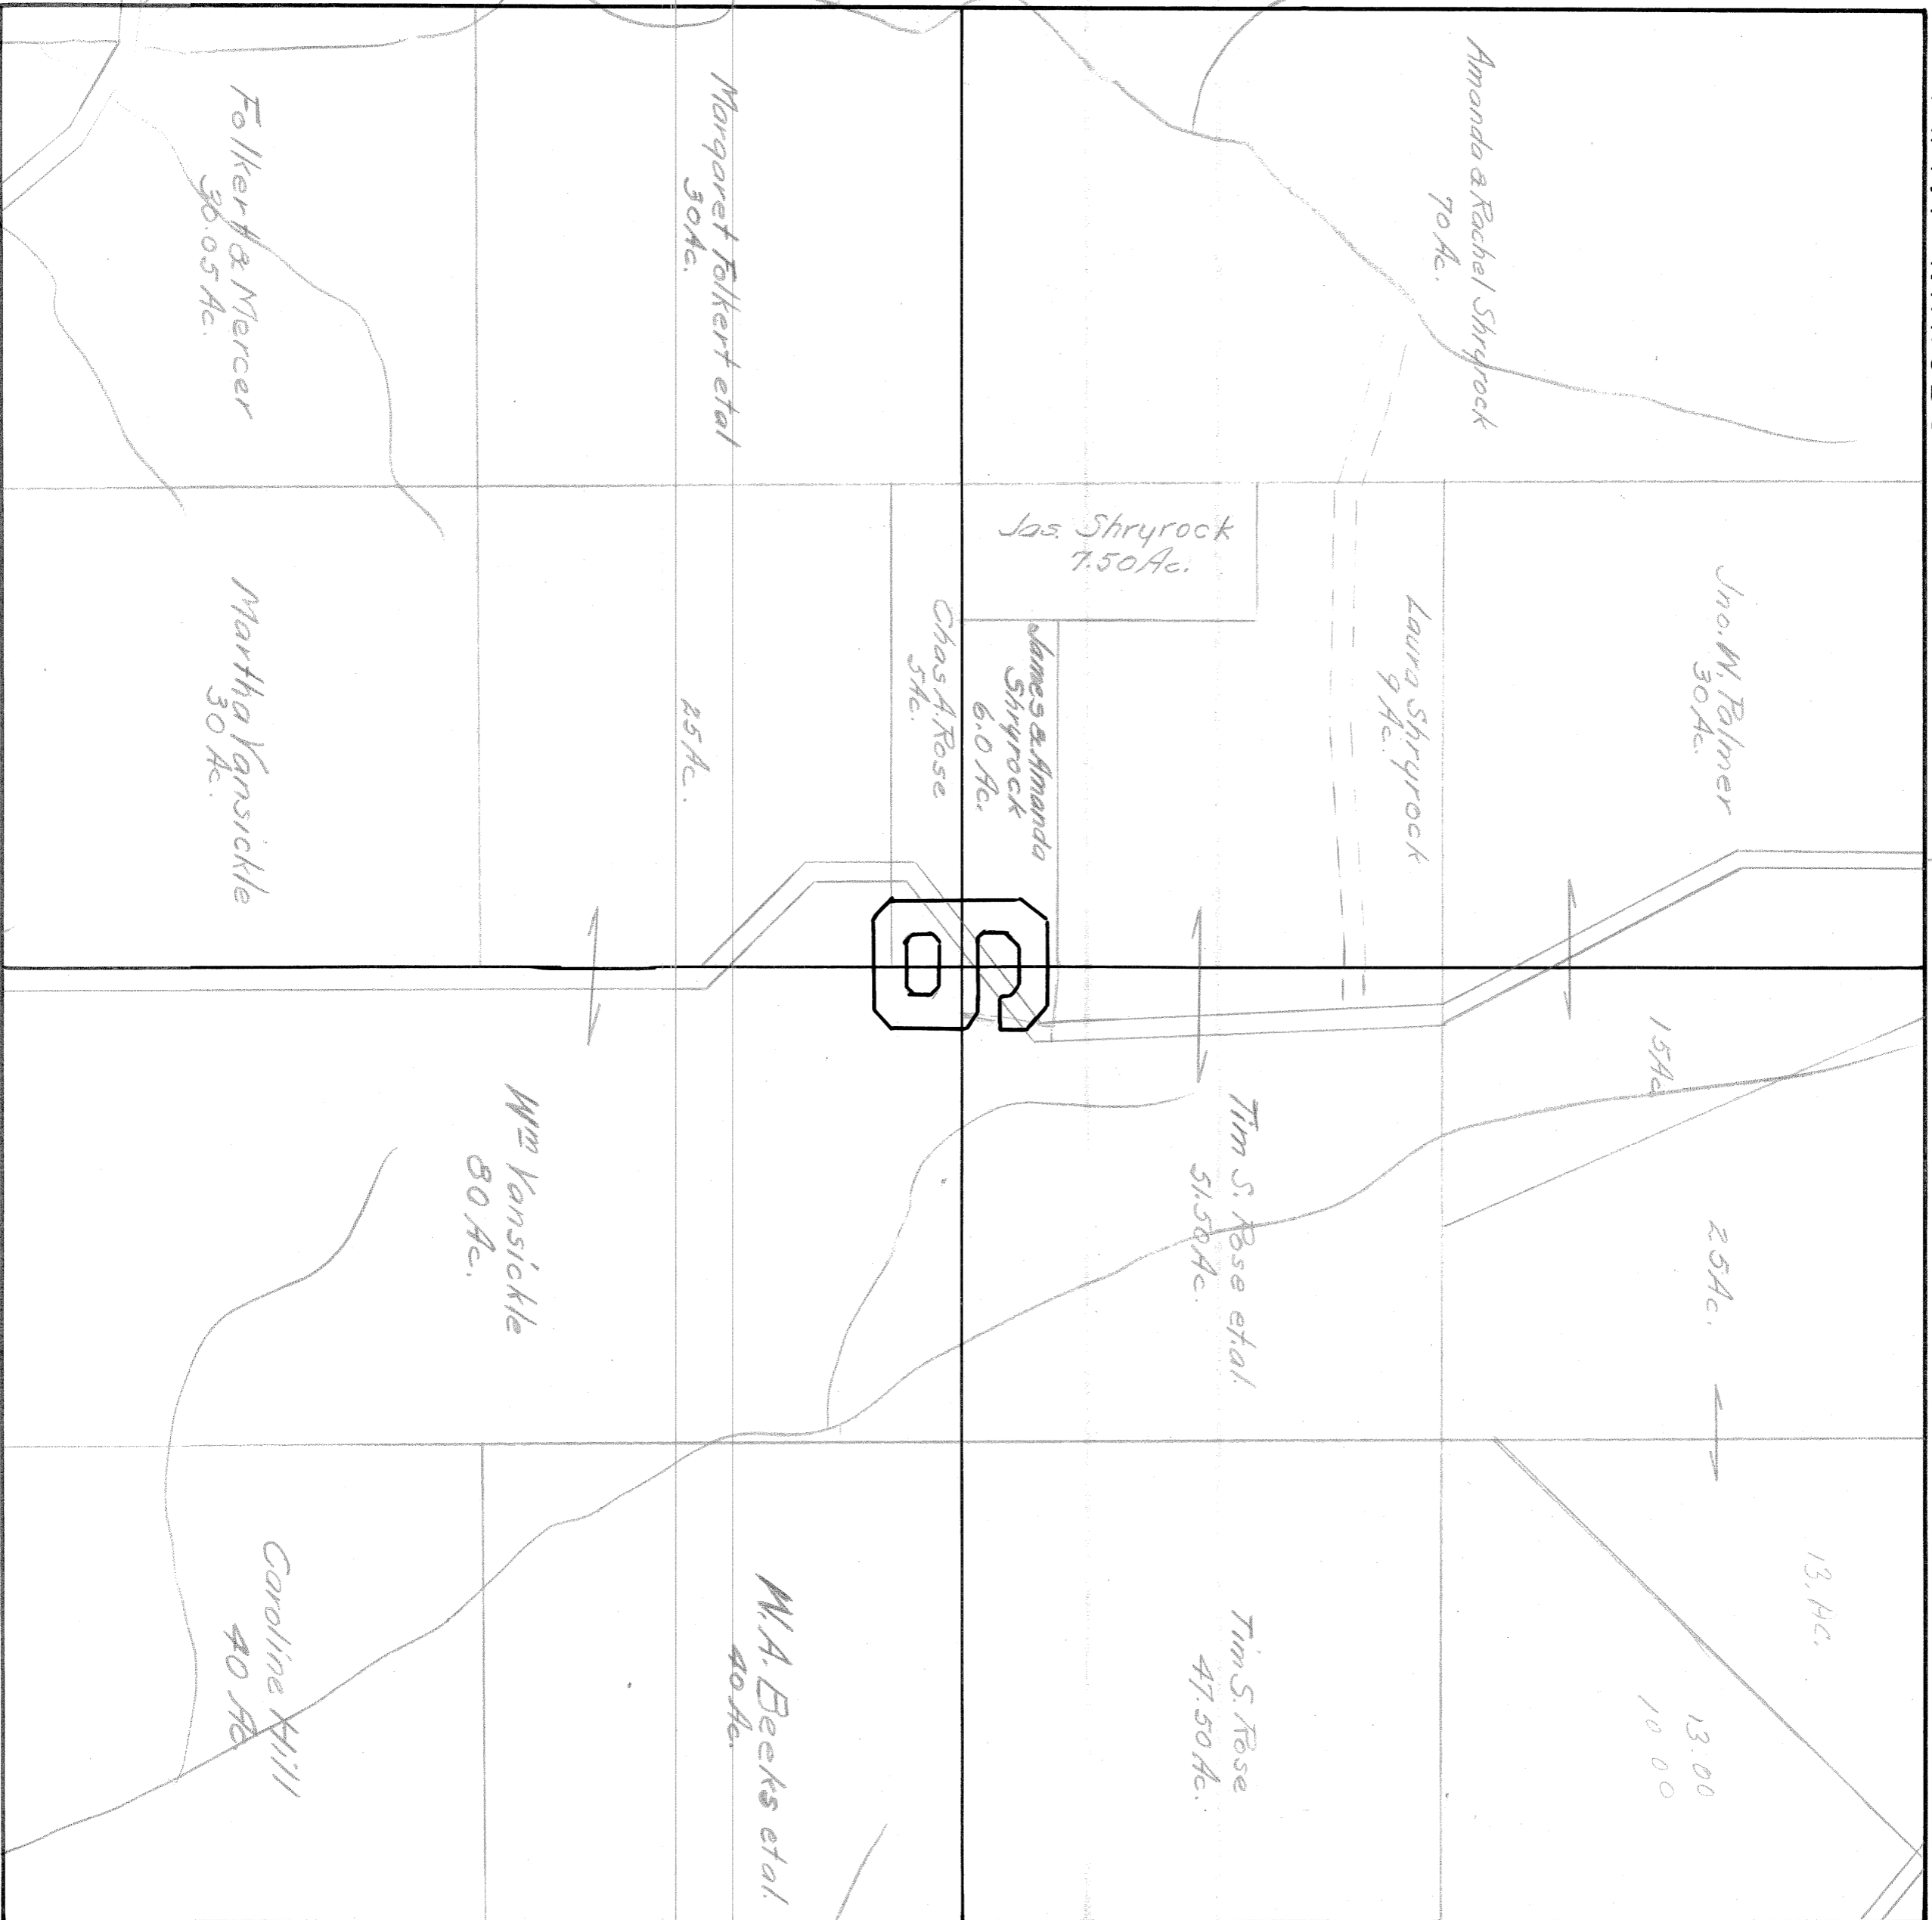 Amanda & Rachel Shryrock
70 Ac.
Jno. W. Palmer
30 Ac.
15 Ac.
25 Ac.
13. Ac.
13.00
10 00
Laura Shryrock
9 Ac.
Jas. Shryrock
7.50 Ac.
James & Amanda
Shryrock
6.0 Ac.
Tim S. Rose etal.
51.50 Ac.
Tim S. Rose
47.50 Ac.
6
Margaret Folkert etal
30 Ac.
Chas A. Rose
5 Ac.
25 Ac.
W.A. Beeks etal.
40 Ac.
Wm Vansickle
80 Ac.
Folkert & Mercer
36.05 Ac.
Martha Vansickle
30 Ac.
Caroline Hill
40 Ac.